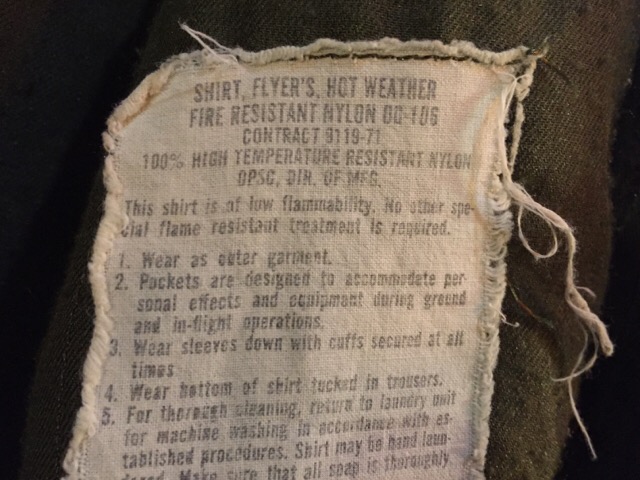 SHIRT, FLYER'S, HOT WEATHER
FIRE RESISTANT NYLON OG-106
CONTRACT 9119-71
100% HIGH TEMPERATURE RESISTANT NYLON
DPSC, DIR. OF MFG.
This shirt is of low flammability. No other spe-
cial flame resistant treatment is required.
1. Wear as outer garment.
2. Pockets are designed to accommodate per-
sonal effects and equipment during ground
and in-flight operations.
3. Wear sleeves down with cuffs secured at all
times
4. Wear bottom of shirt tucked in trousers.
5. For thorough cleaning, return to laundry unit
for machine washing in accordance with es-
tablished procedures. Shirt may be hand laun-
dered. Make sure that all soap is thoroughly